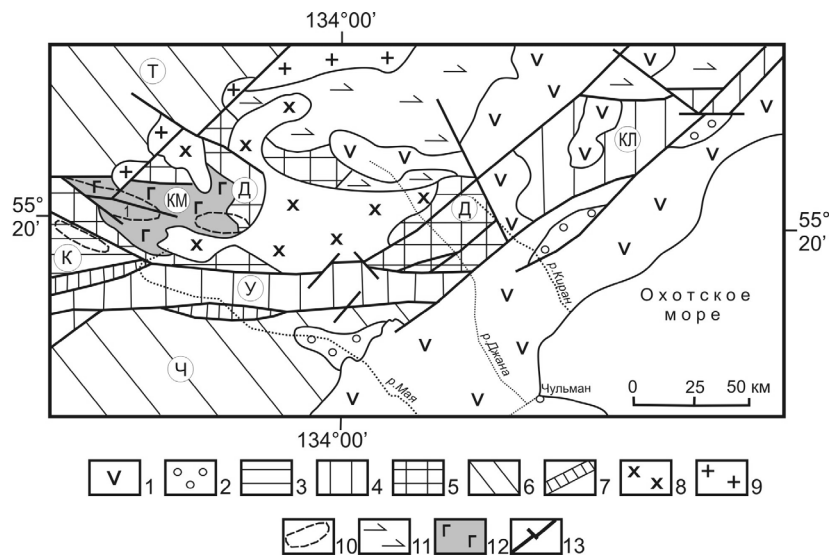 134°00'
Т
КЛ
КМ
Д
Д
1
55°
20'
55°
20'
К
У
р.Киран
Охотское
море
р.Джана
Ч
р.Мая
Чульман
0 25 50 км
134°00'
1 2 3 4 5 6 7 8 9
10 11 12 13